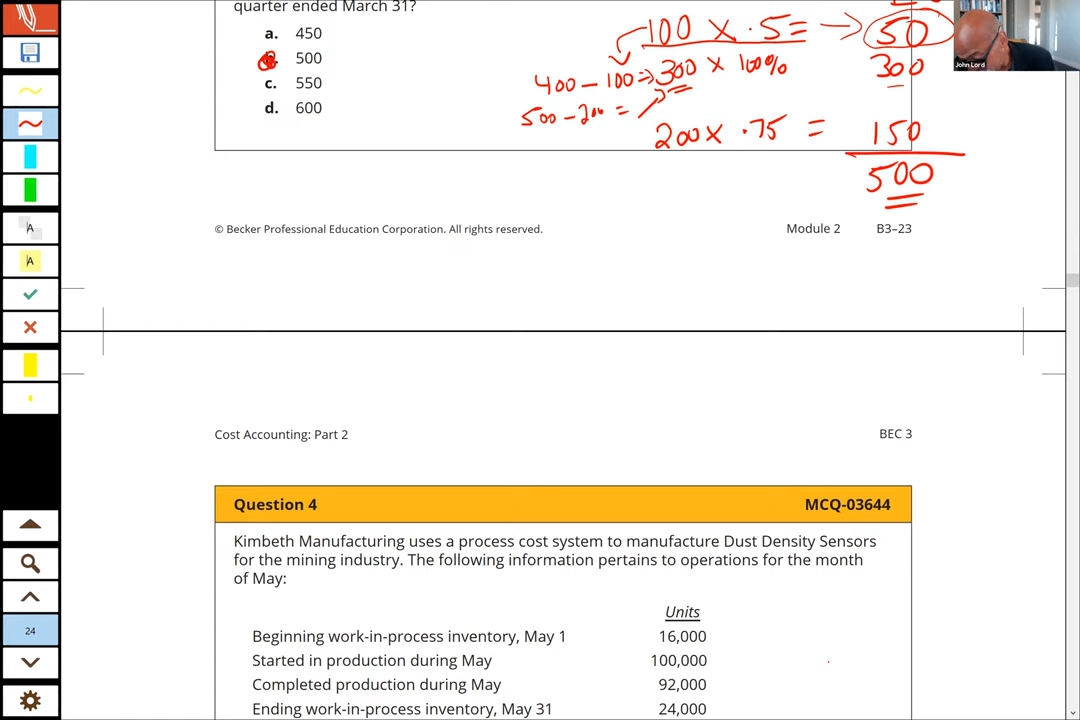 quarter ended March 31?
a. 450
500
c. 550
d. 600
100 x .5 = → 50
400 - 100 => 300 x 100% 300
500 - 200 =
200 x .75 = 150
500
John Lord
A
A
© Becker Professional Education Corporation. All rights reserved. Module 2 B3–23
Cost Accounting: Part 2 BEC 3
Question 4 MCQ-03644
Kimbeth Manufacturing uses a process cost system to manufacture Dust Density Sensors
for the mining industry. The following information pertains to operations for the month
of May:
Units
Beginning work-in-process inventory, May 1 16,000
Started in production during May 100,000
Completed production during May 92,000
Ending work-in-process inventory, May 31 24,000
24